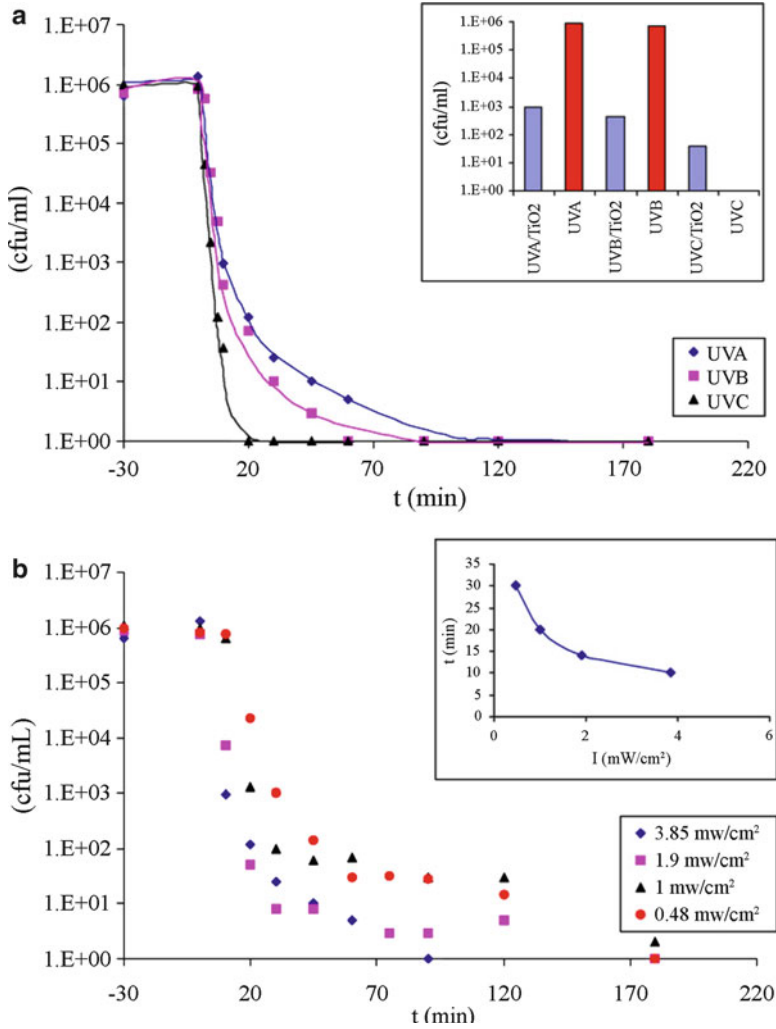 a
1.E+07
1.E+06
1.E+05
1.E+04
1.E+03
1.E+02
1.E+01
1.E+00
(cfu/ml)
-30 20 70 120 170 220
t (min)
1.E+06
1.E+05
1.E+04
1.E+03
1.E+02
1.E+01
1.E+00
(cfu/ml)
UVA/TiO2
UVA
UVB/TiO2
UVB
UVC/TiO2
UVC
UVA
UVB
UVC
b
1.E+07
1.E+06
1.E+05
1.E+04
1.E+03
1.E+02
1.E+01
1.E+00
(cfu/mL)
-30 20 70 120 170 220
t (min)
35
30
25
20
15
10
5
0
t (min)
0 2 4 6
I (mW/cm²)
3.85 mw/cm²
1.9 mw/cm²
1 mw/cm²
0.48 mw/cm²